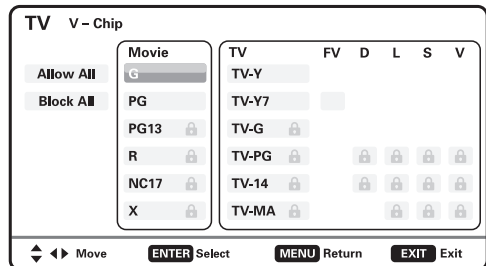 TV V – Chip
Movie TV FV D L S V
Allow All G TV-Y
Block All PG TV-Y7
PG13 TV-G
R TV-PG
NC17 TV-14
X TV-MA
Move ENTER Select MENU Return EXIT Exit